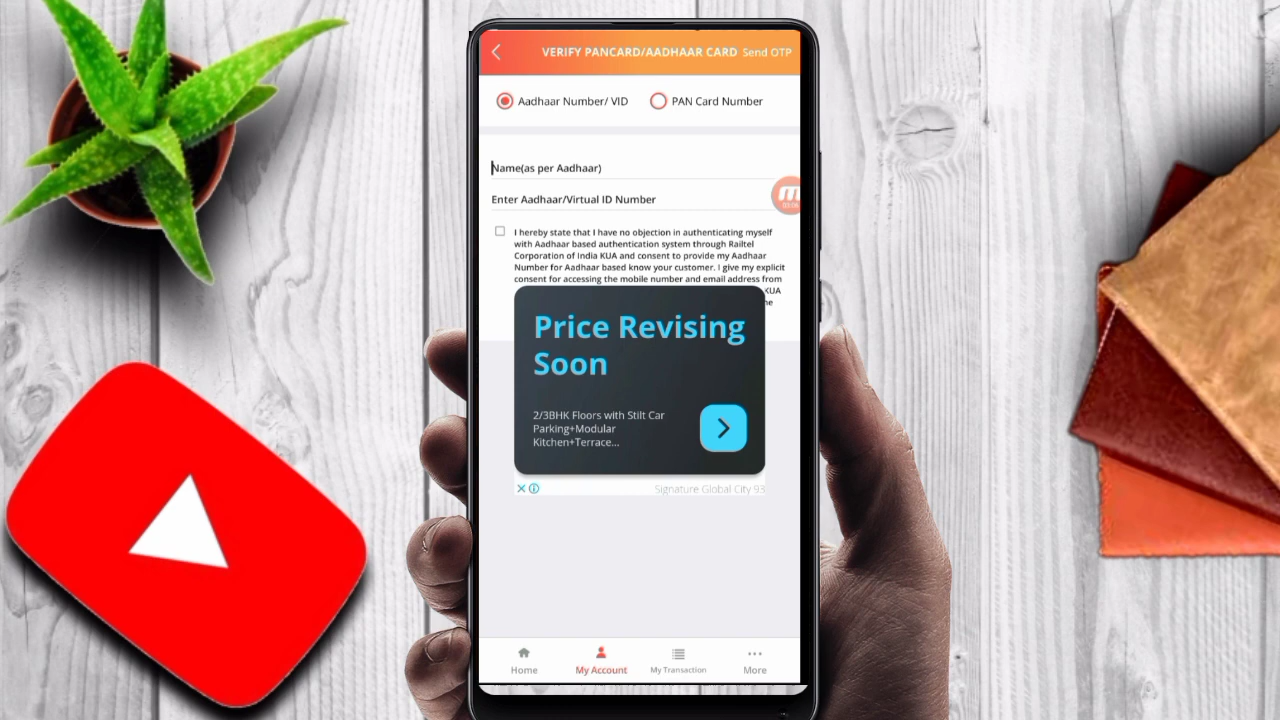 VERIFY PANCARD/AADHAAR CARD Send OTP
Aadhaar Number/ VID PAN Card Number
Name(as per Aadhaar)
Enter Aadhaar/Virtual ID Number
I hereby state that I have no objection in authenticating myself
with Aadhaar based authentication system through Railtel
Corporation of India KUA and consent to provide my Aadhaar
Number for Aadhaar based know your customer. I give my explicit
consent for accessing the mobile number and email address from
KUA
Price Revising
Soon
2/3BHK Floors with Stilt Car
Parking+Modular
Kitchen+Terrace...
Signature Global City 93
Home My Account My Transaction More